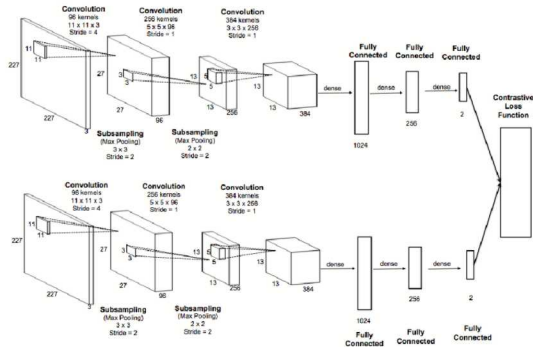 Convolution
96 kernels
11 x 11 x 3
Stride = 4
Convolution
256 kernels
5 x 5 x 96
Stride = 1
Convolution
384 kernels
3 x 3 x 256
Stride = 1
Fully
Connected
Fully
Connected
Fully
Connected
227
11
11
227
3
27
3
3
27
96
13
5
5
13
256
13
13
384
dense
1024
dense
256
dense
2
Contrastive
Loss
Function
Subsampling
(Max Pooling)
3 x 3
Stride = 2
Subsampling
(Max Pooling)
2 x 2
Stride = 2
Convolution
96 kernels
11 x 11 x 3
Stride = 4
Convolution
256 kernels
5 x 5 x 96
Stride = 1
Convolution
384 kernels
3 x 3 x 256
Stride = 1
227
11
11
227
3
27
3
3
27
96
13
5
5
13
256
13
13
384
dense
1024
dense
256
dense
2
Subsampling
(Max Pooling)
3 x 3
Stride = 2
Subsampling
(Max Pooling)
2 x 2
Stride = 2
Fully
Connected
Fully
Connected
Fully
Connected